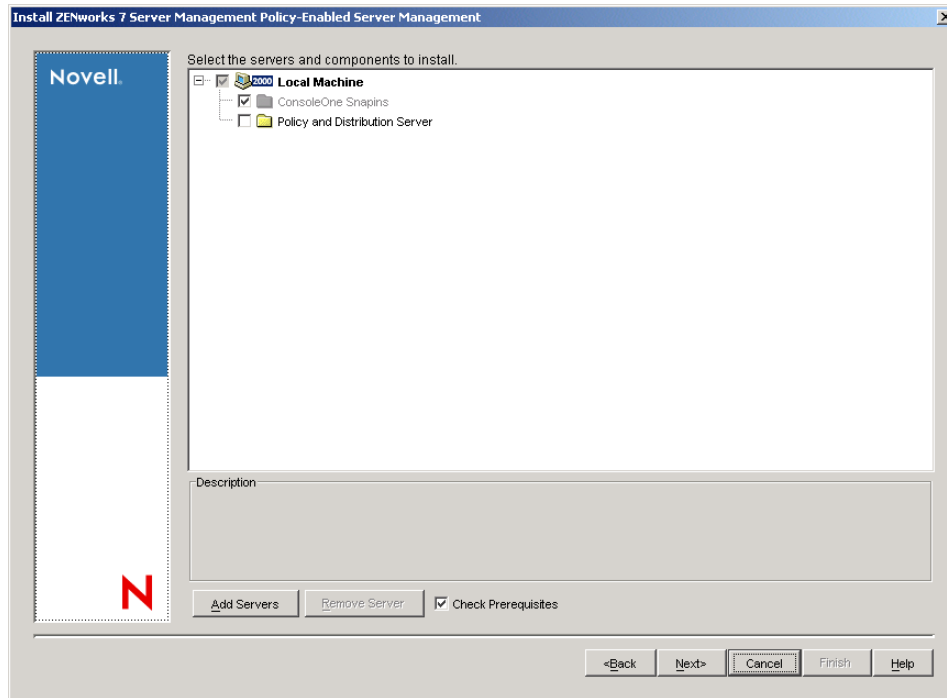 Install ZENworks 7 Server Management Policy-Enabled Server Management
Novell.
Select the servers and components to install.
2000 Local Machine
ConsoleOne Snapins
Policy and Distribution Server
Description
N
Add Servers Remove Server Check Prerequisites
<Back Next> Cancel Finish Help